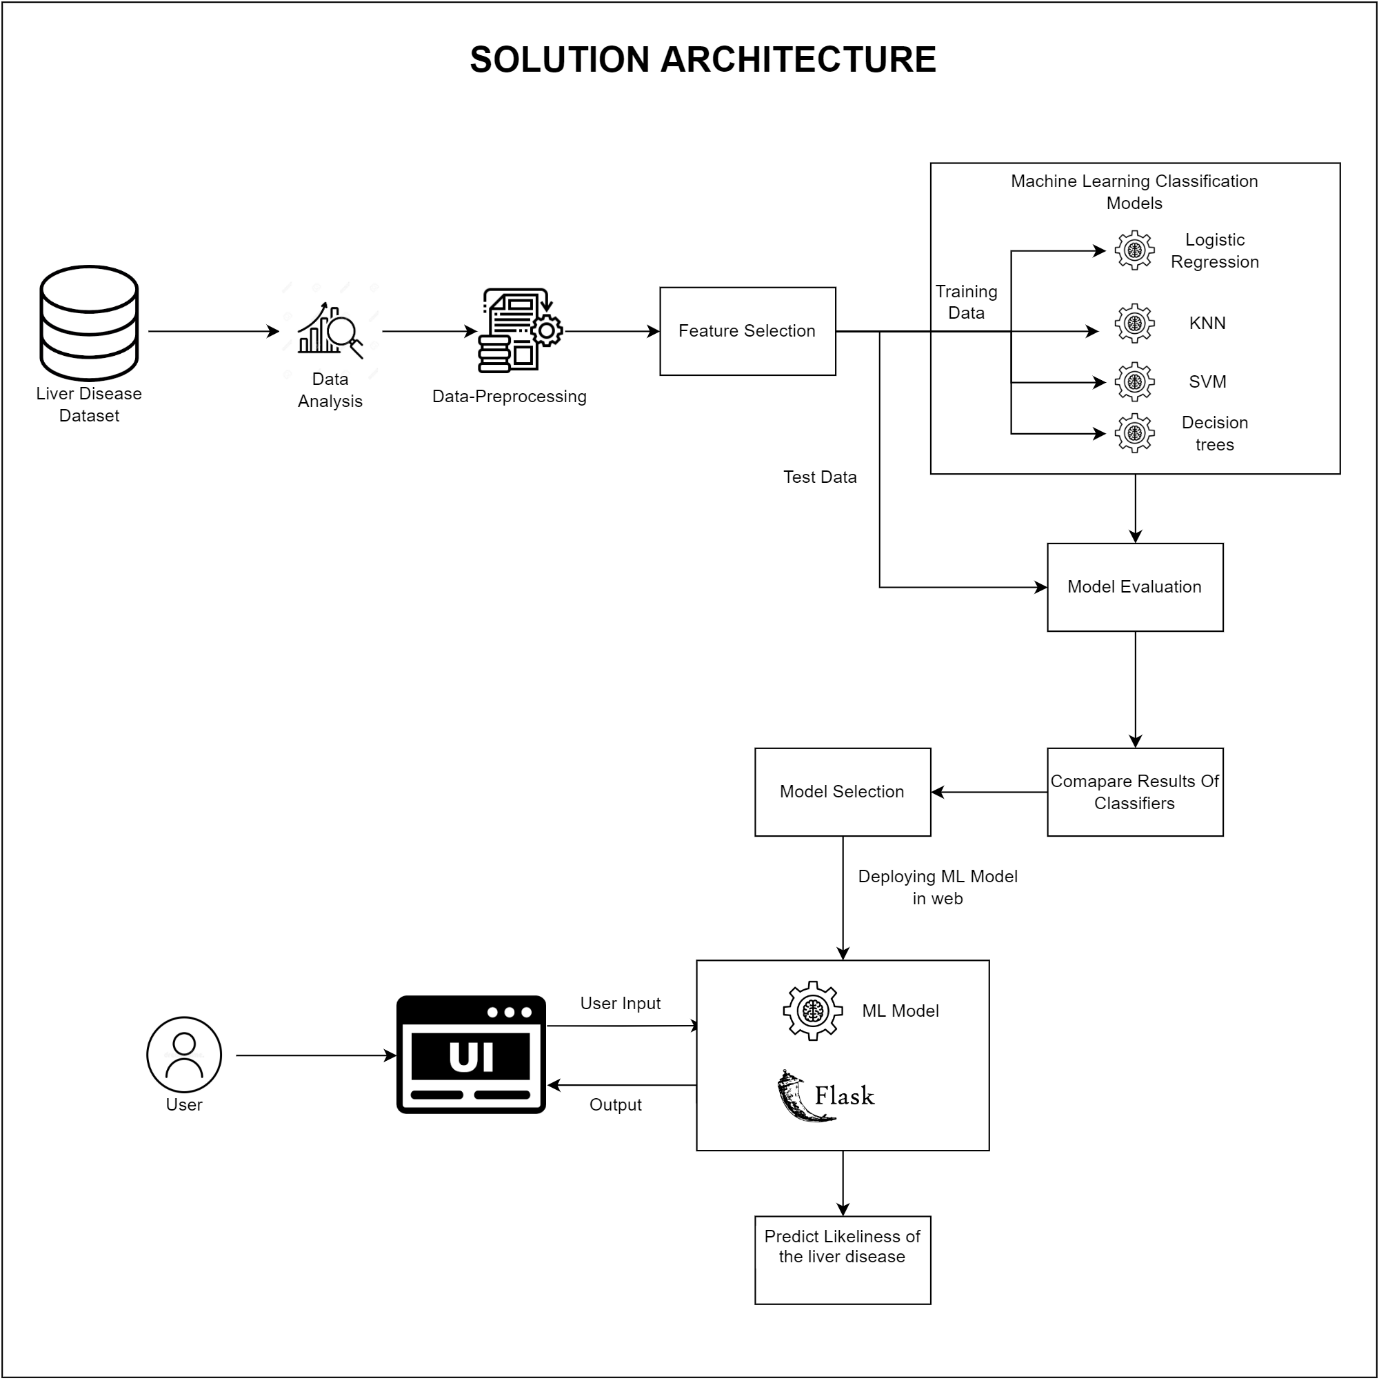 SOLUTION ARCHITECTURE
Machine Learning Classification
Models
Logistic
Regression
Training
Data
KNN
SVM
Decision
trees
Liver Disease
Dataset
Data
Analysis
Data-Preprocessing
Feature Selection
Test Data
Model Evaluation
Comapare Results Of
Classifiers
Model Selection
Deploying ML Model
in web
User
UI
User Input
Output
ML Model
Flask
Predict Likeliness of
the liver disease